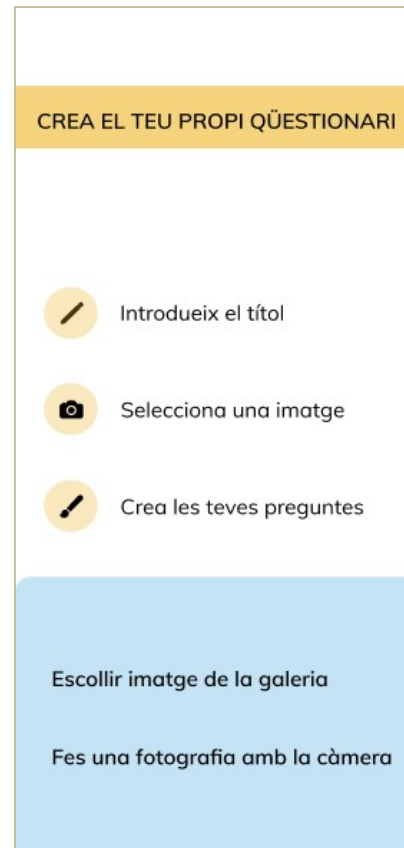 CREA EL TEU PROPI QÜESTIONARI
Introdueix el títol
Selecciona una imatge
Crea les teves preguntes
Escollir imatge de la galeria
Fes una fotografia amb la càmera